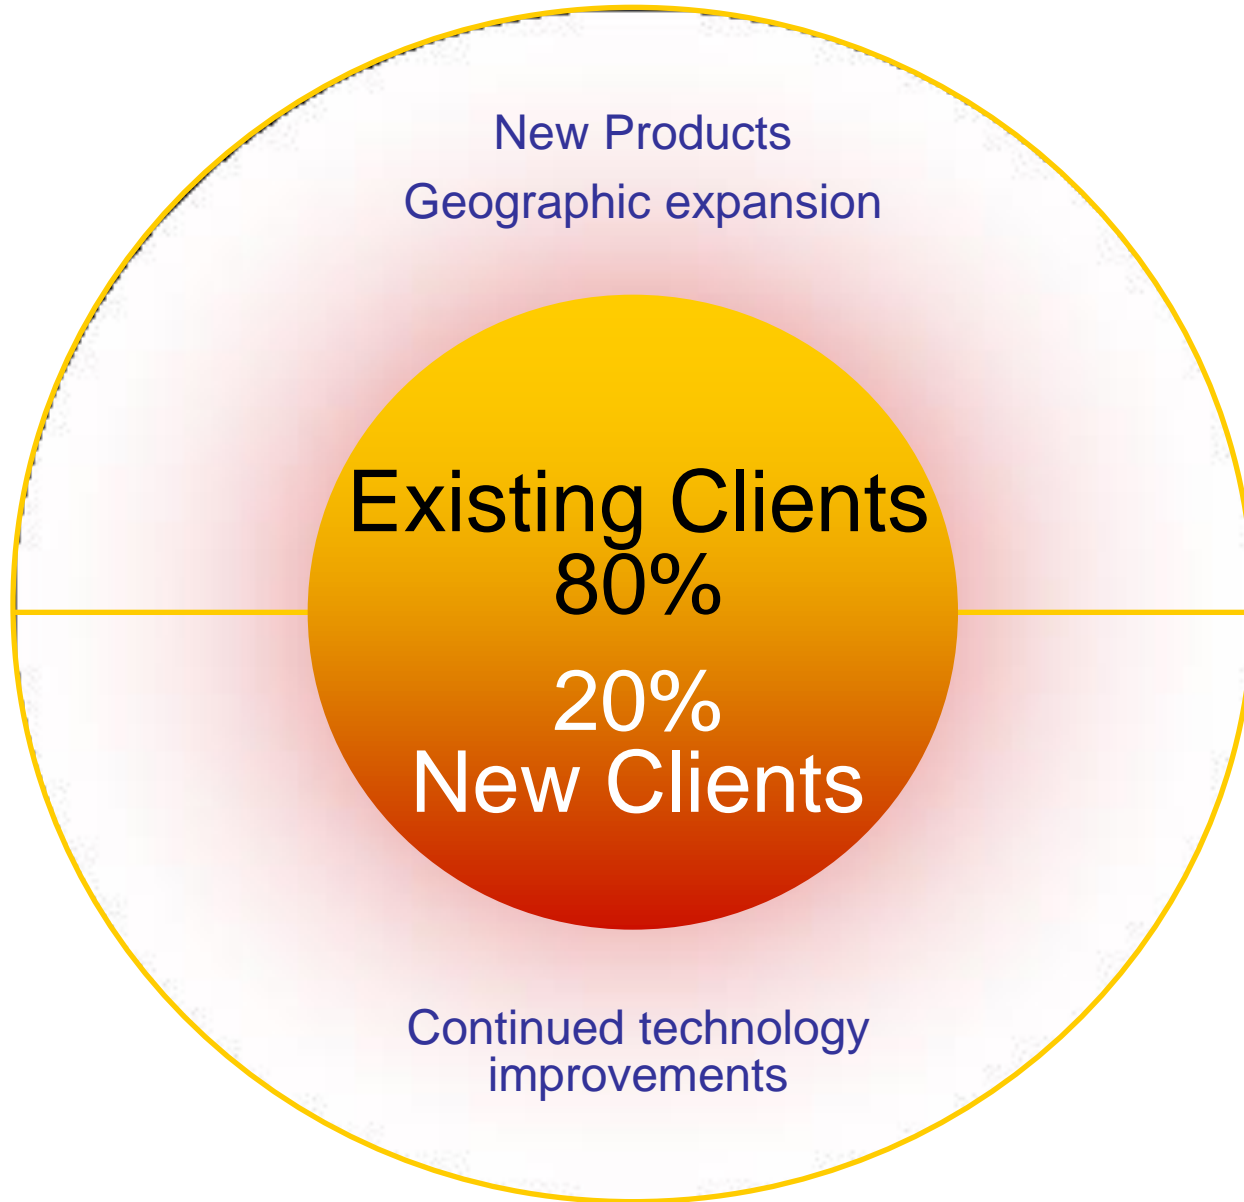 New Products
Geographic expansion
Existing Clients
80%
20%
New Clients
Continued technology
improvements